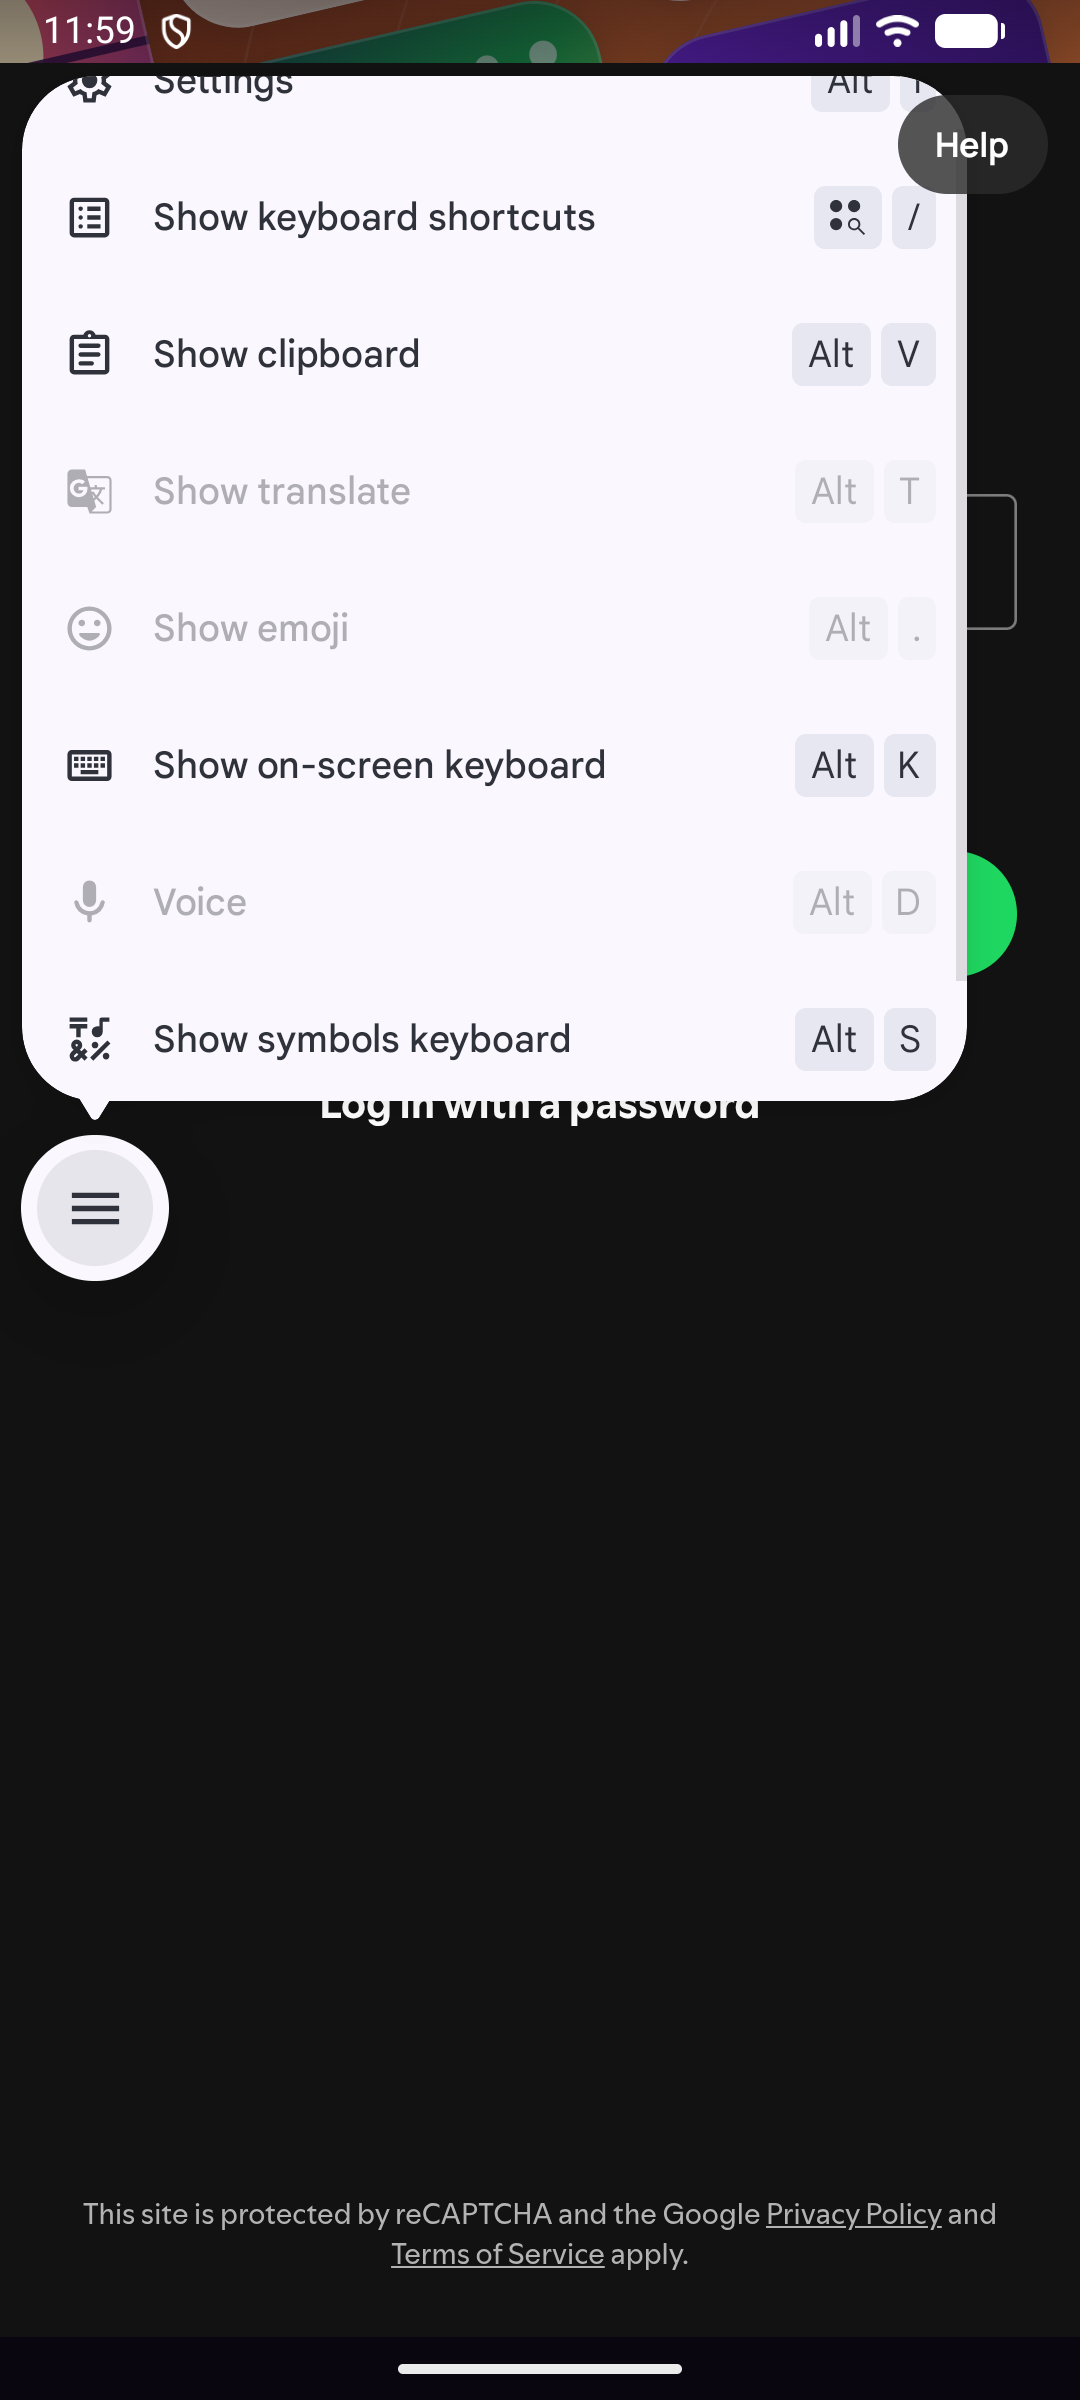 11:59
Settings Alt
Help
Show keyboard shortcuts /
Show clipboard Alt V
Show translate Alt T
Show emoji Alt .
Show on-screen keyboard Alt K
Voice Alt D
Show symbols keyboard Alt S
Log in with a password
This site is protected by reCAPTCHA and the Google Privacy Policy and
Terms of Service apply.